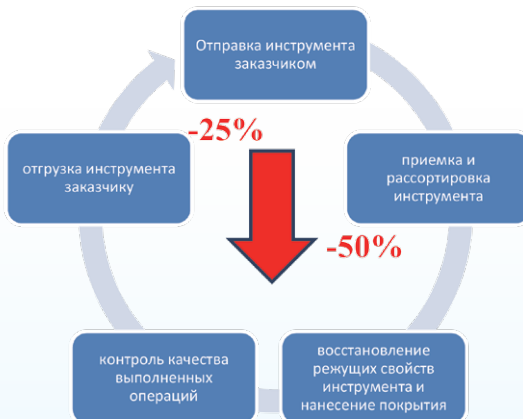 Отправка инструмента
заказчиком
приемка и
рассортировка
инструмента
восстановление
режущих свойств
инструмента и
нанесение покрытия
контроль качества
выполненных
операций
отгрузка инструмента
заказчику
-25%
-50%